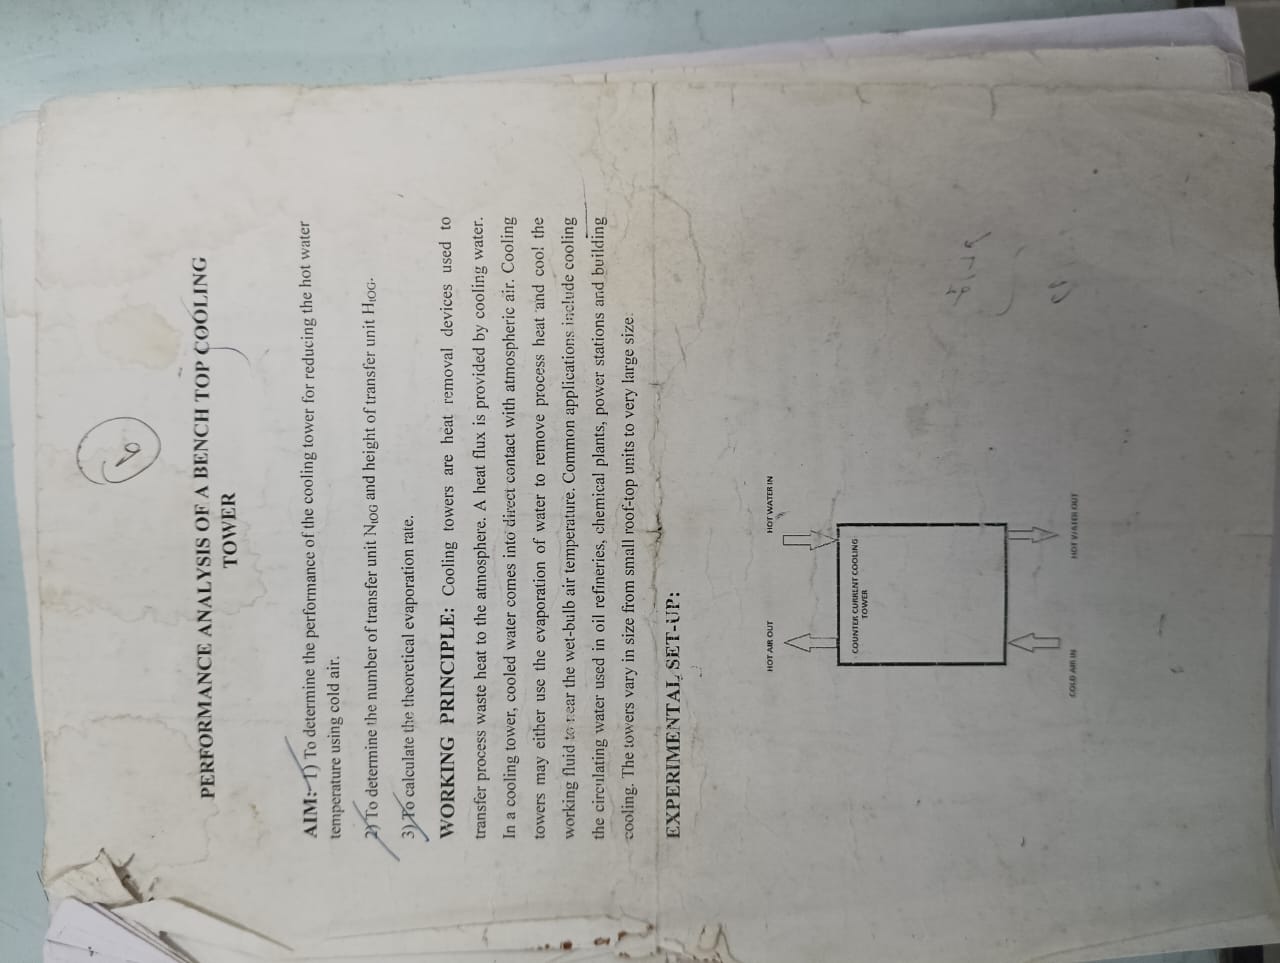 9
PERFORMANCE ANALYSIS OF A BENCH TOP COOLING
TOWER
AIM:- 1) To determine the performance of the cooling tower for reducing the hot water
temperature using cold air.
2) To determine the number of transfer unit NtOG and height of transfer unit HtOG.
3) To calculate the theoretical evaporation rate.
WORKING PRINCIPLE: Cooling towers are heat removal devices used to
transfer process waste heat to the atmosphere. A heat flux is provided by cooling water.
In a cooling tower, cooled water comes into direct contact with atmospheric air. Cooling
towers may either use the evaporation of water to remove process heat and cool the
working fluid to near the wet-bulb air temperature. Common applications include cooling
the circulating water used in oil refineries, chemical plants, power stations and building
cooling. The towers vary in size from small roof-top units to very large size.
EXPERIMENTAL SET-UP:
HOT AIR OUT
HOT WATER IN
COUNTER CURRENT COOLING
TOWER
COLD AIR IN
HOT WATER OUT